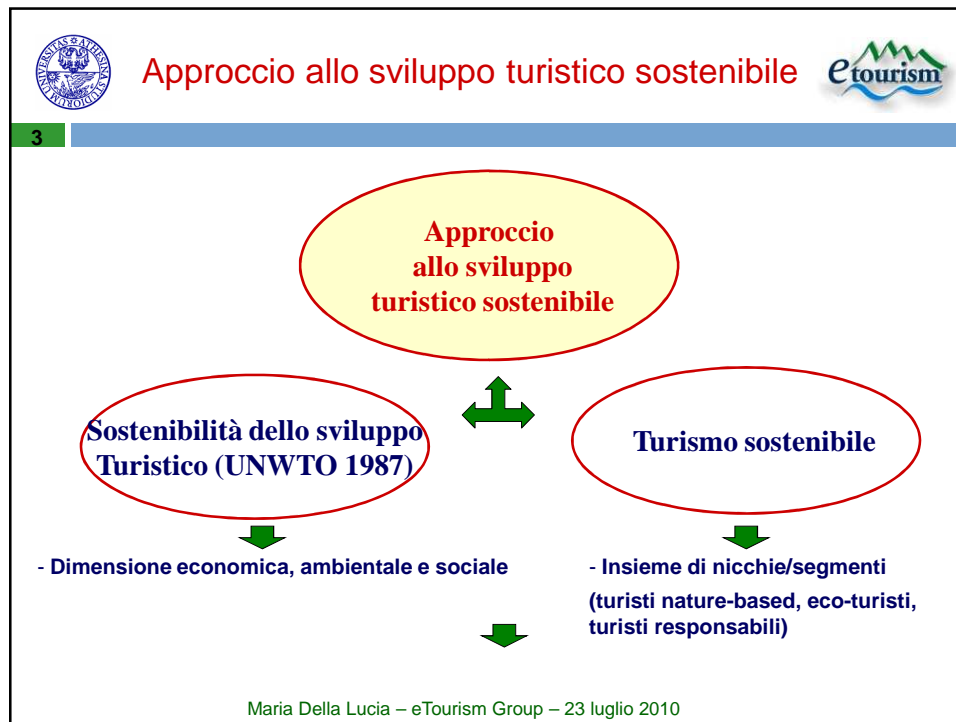 Approccio allo sviluppo turistico sostenibile
etourism
3
Approccio
allo sviluppo
turistico sostenibile
Sostenibilità dello sviluppo
Turistico (UNWTO 1987)
Turismo sostenibile
- Dimensione economica, ambientale e sociale
- Insieme di nicchie/segmenti
(turisti nature-based, eco-turisti,
turisti responsabili)
Maria Della Lucia – eTourism Group – 23 luglio 2010